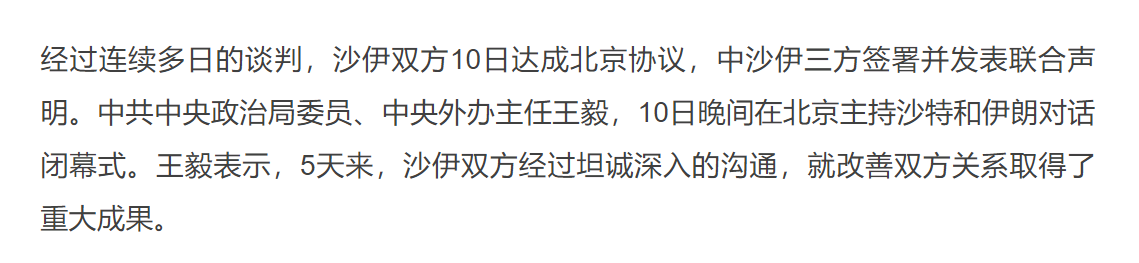 经过连续多日的谈判，沙伊双方10日达成北京协议，中沙伊三方签署并发表联合声
明。中共中央政治局委员、中央外办主任王毅，10日晚间在北京主持沙特和伊朗对话
闭幕式。王毅表示，5天来，沙伊双方经过坦诚深入的沟通，就改善双方关系取得了
重大成果。